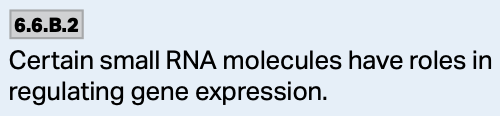 6.6.B.2
Certain small RNA molecules have roles in
regulating gene expression.